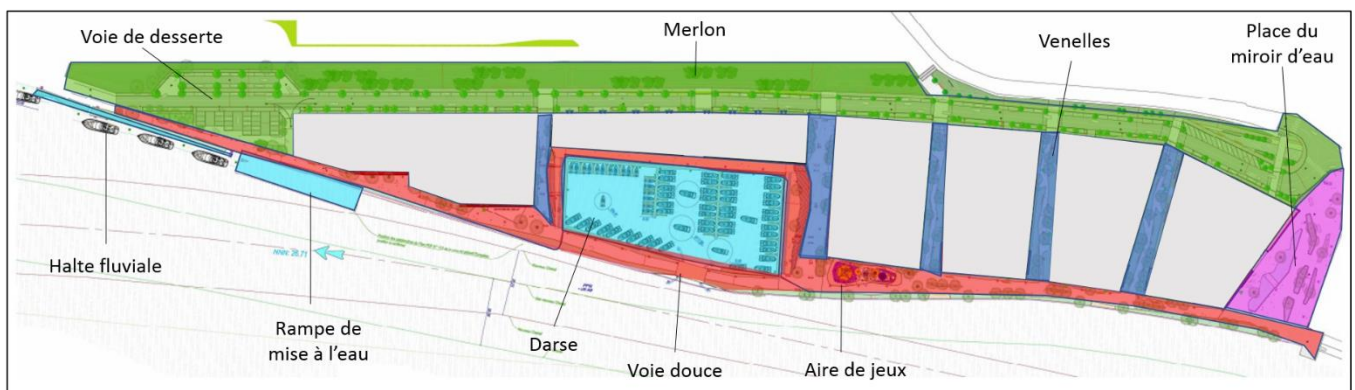 Voie de desserte
Merlon
Venelles
Place du
miroir d'eau
Halte fluviale
Rampe de
mise à l'eau
Darse
Voie douce
Aire de jeux